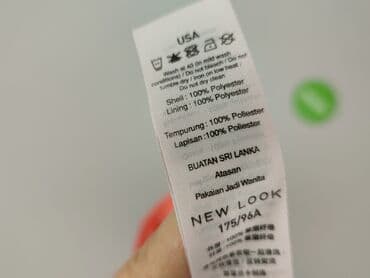 USA
Wash at 40 (in mild wash
conditions) / Do not bleach / Do not
tumble dry / Iron on low heat /
Do not dry clean
Shell : 100% Polyester
Lining : 100% Polyester
Tempurung : 100% Poliester
Lapisan :100% Poliester
BUATAN SRI LANKA
Atasan
Pakaian Jadi Wanita
NEW LOOK
175/96A